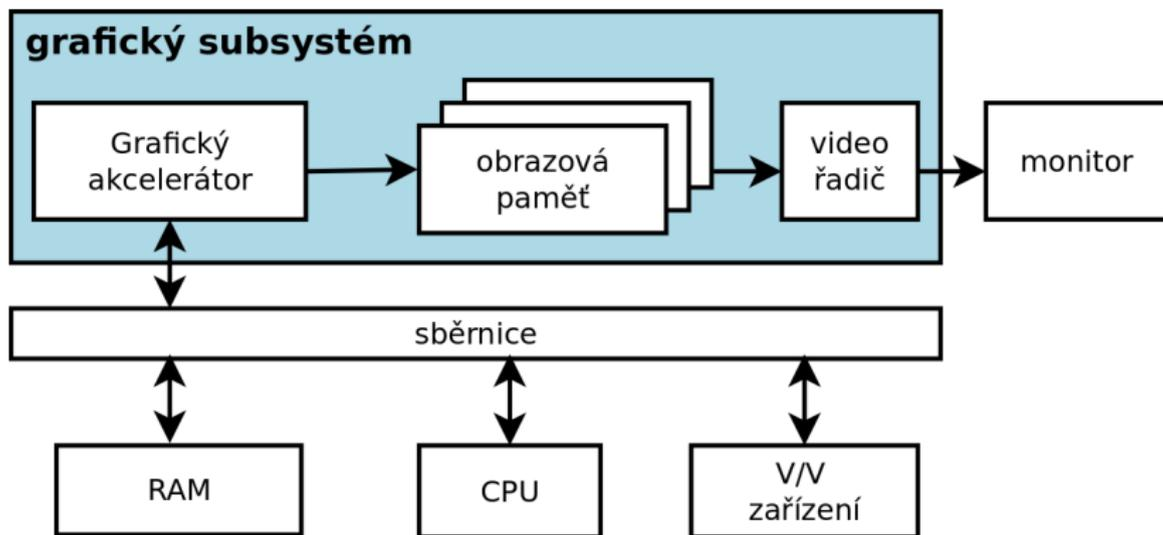 grafický subsystém
Grafický
akcelerátor
obrazová
paměť
video
řadič
monitor
sběrnice
RAM
CPU
V/V
zařízení